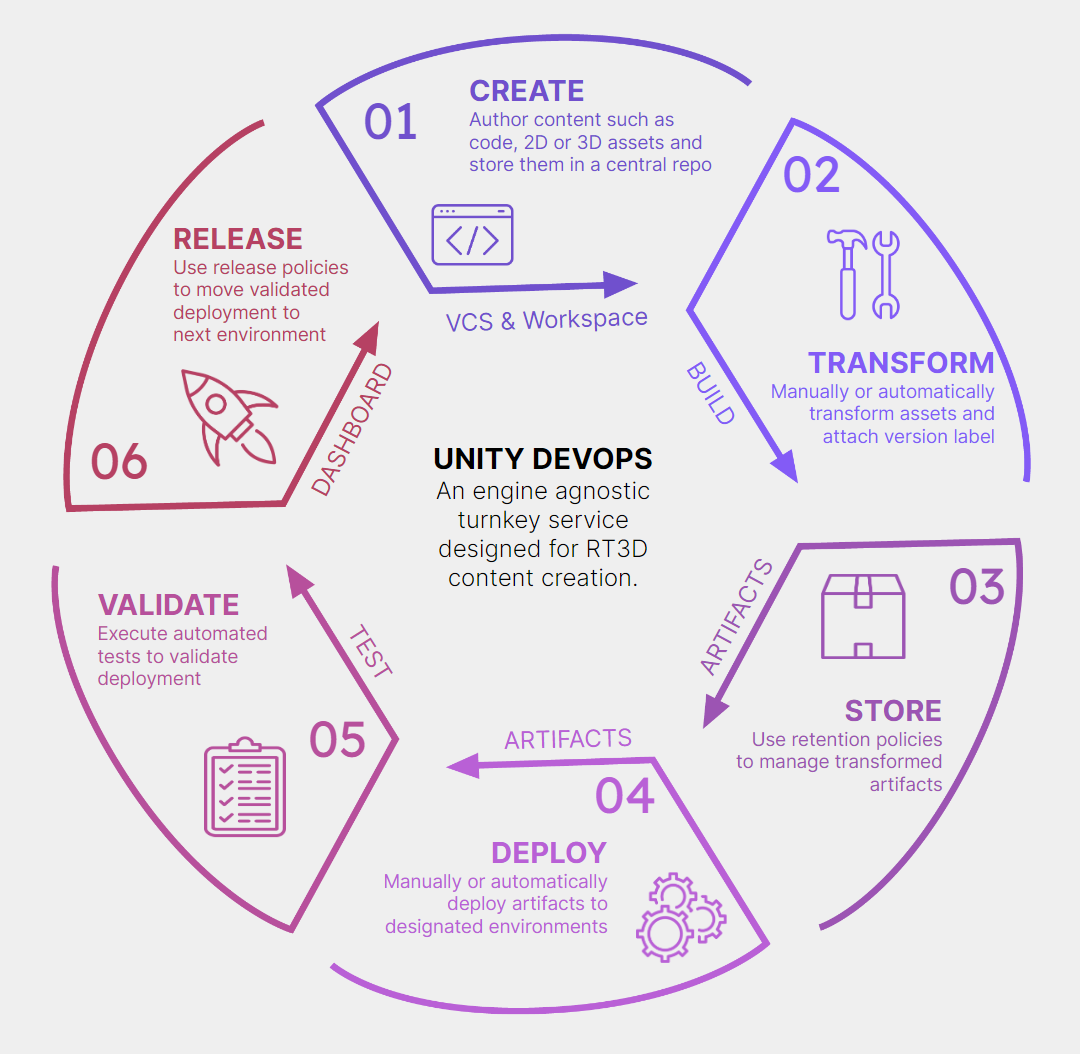 01
CREATE
Author content such as
code, 2D or 3D assets and
store them in a central repo
</>
VCS & Workspace
02
TRANSFORM
Manually or automatically
transform assets and
attach version label
BUILD
03
STORE
Use retention policies
to manage transformed
artifacts
ARTIFACTS
04
DEPLOY
Manually or automatically
deploy artifacts to
designated environments
ARTIFACTS
05
VALIDATE
Execute automated
tests to validate
deployment
TEST
06
RELEASE
Use release policies
to move validated
deployment to
next environment
DASHBOARD
UNITY DEVOPS
An engine agnostic
turnkey service
designed for RT3D
content creation.